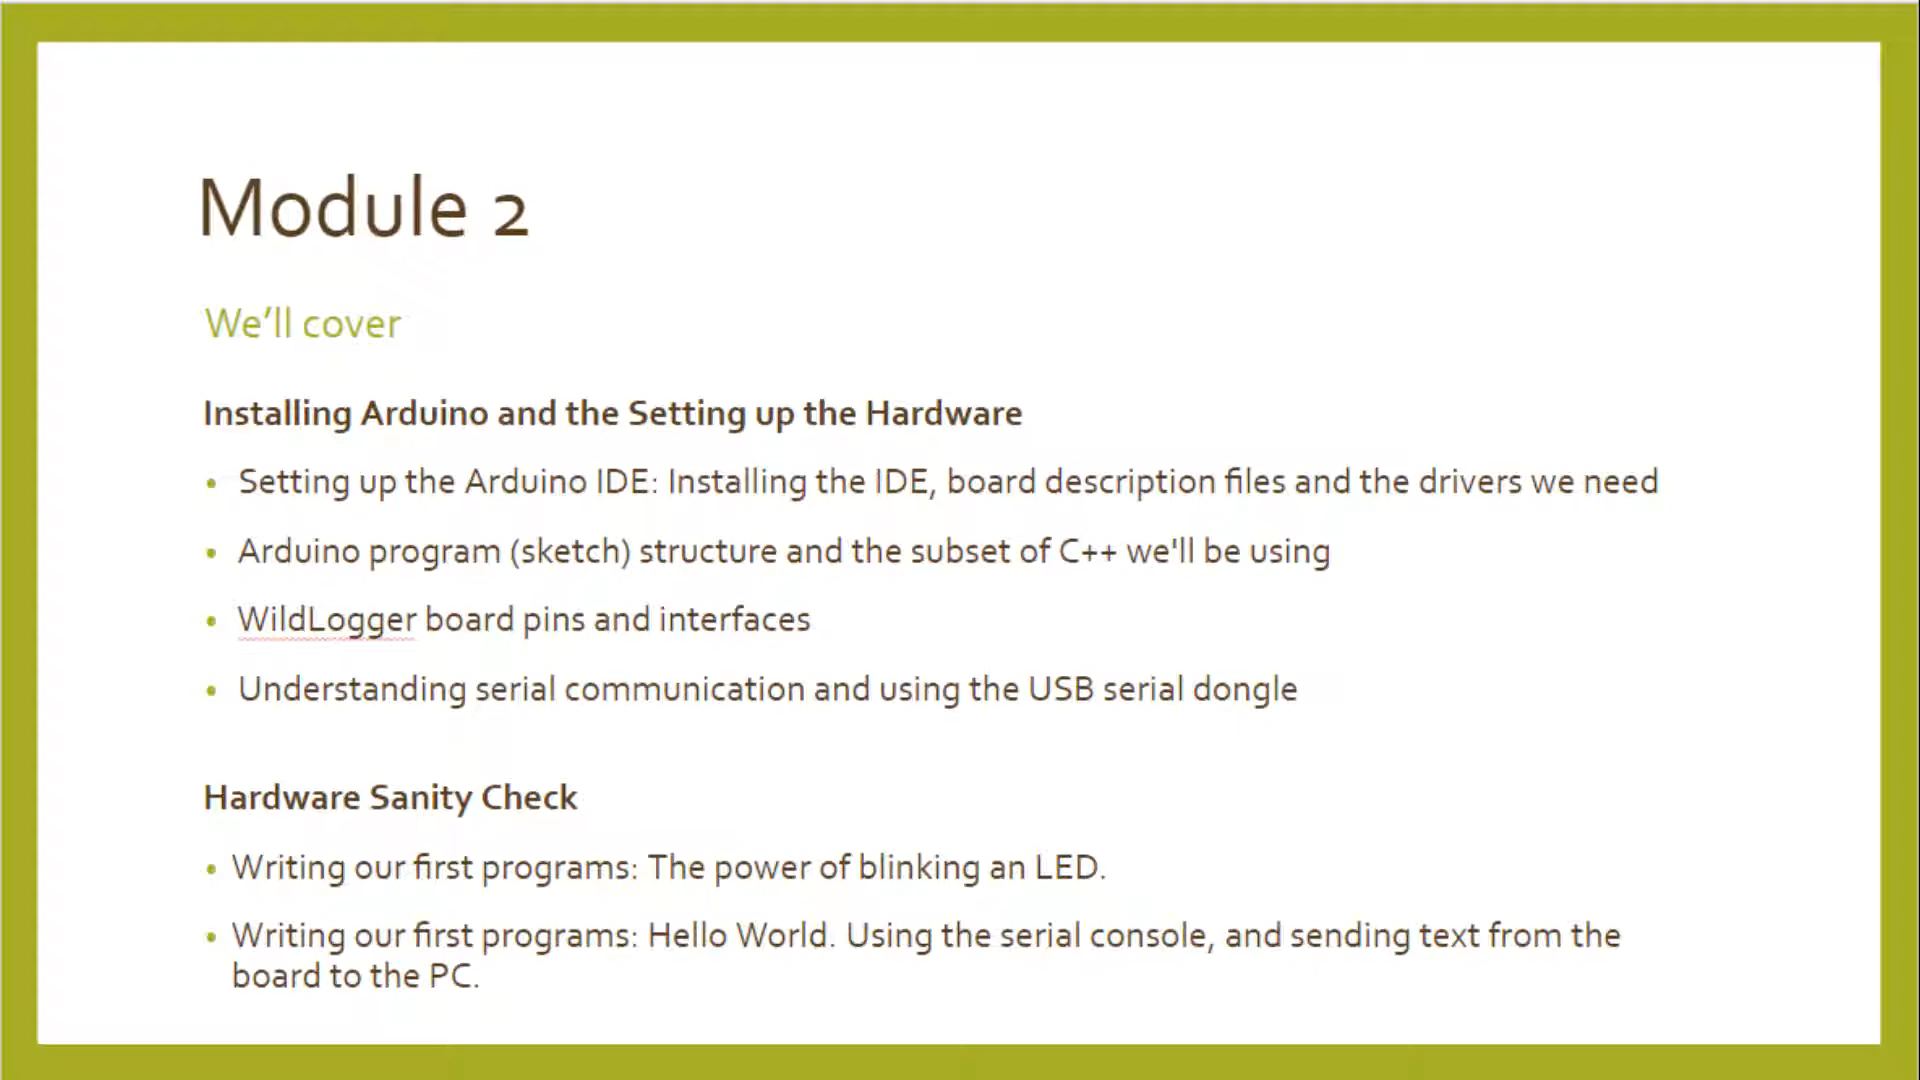 Module 2
We’ll cover
Installing Arduino and the Setting up the Hardware
• Setting up the Arduino IDE: Installing the IDE, board description files and the drivers we need
• Arduino program (sketch) structure and the subset of C++ we'll be using
• WildLogger board pins and interfaces
• Understanding serial communication and using the USB serial dongle
Hardware Sanity Check
• Writing our first programs: The power of blinking an LED.
• Writing our first programs: Hello World. Using the serial console, and sending text from the
board to the PC.